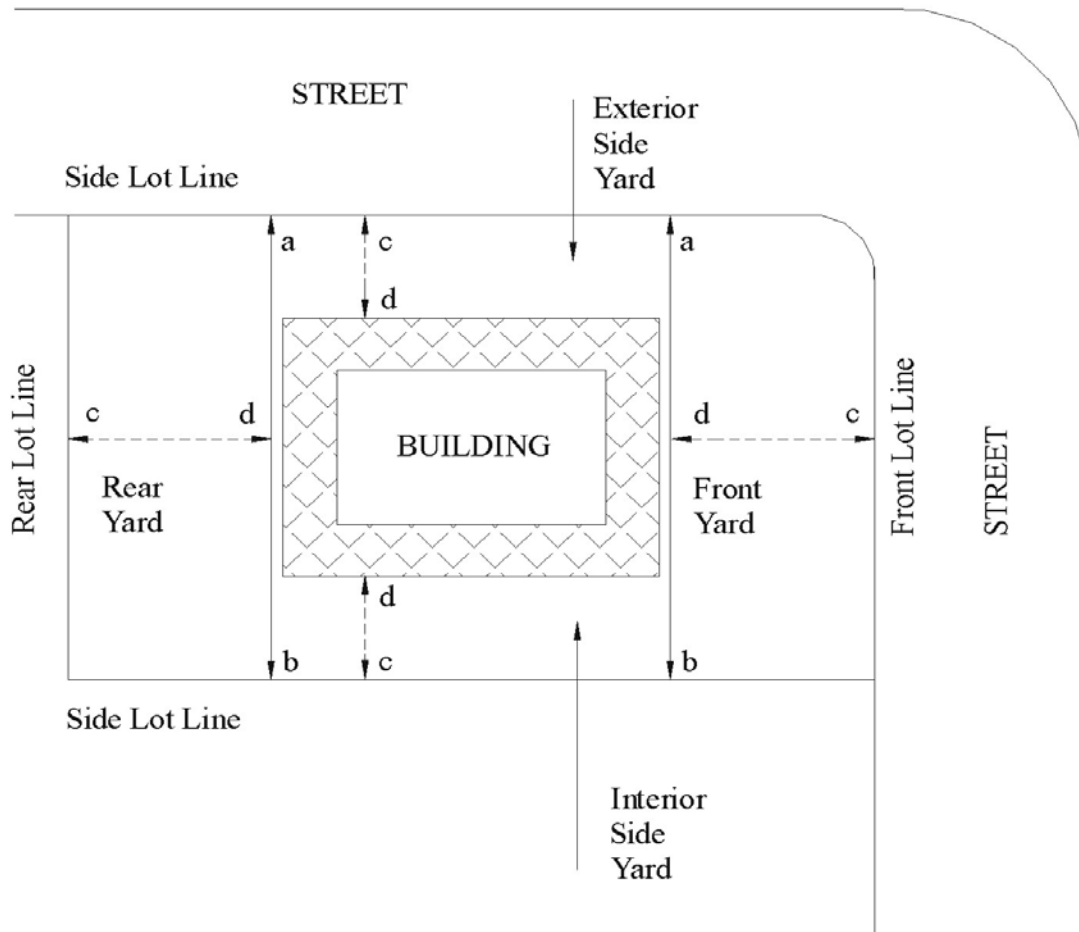 STREET
Exterior
Side
Yard
Side Lot Line
a
c
a
d
Rear Lot Line
c
d
BUILDING
d
c
Front Lot Line
STREET
Rear
Yard
Front
Yard
d
b
c
b
Side Lot Line
Interior
Side
Yard